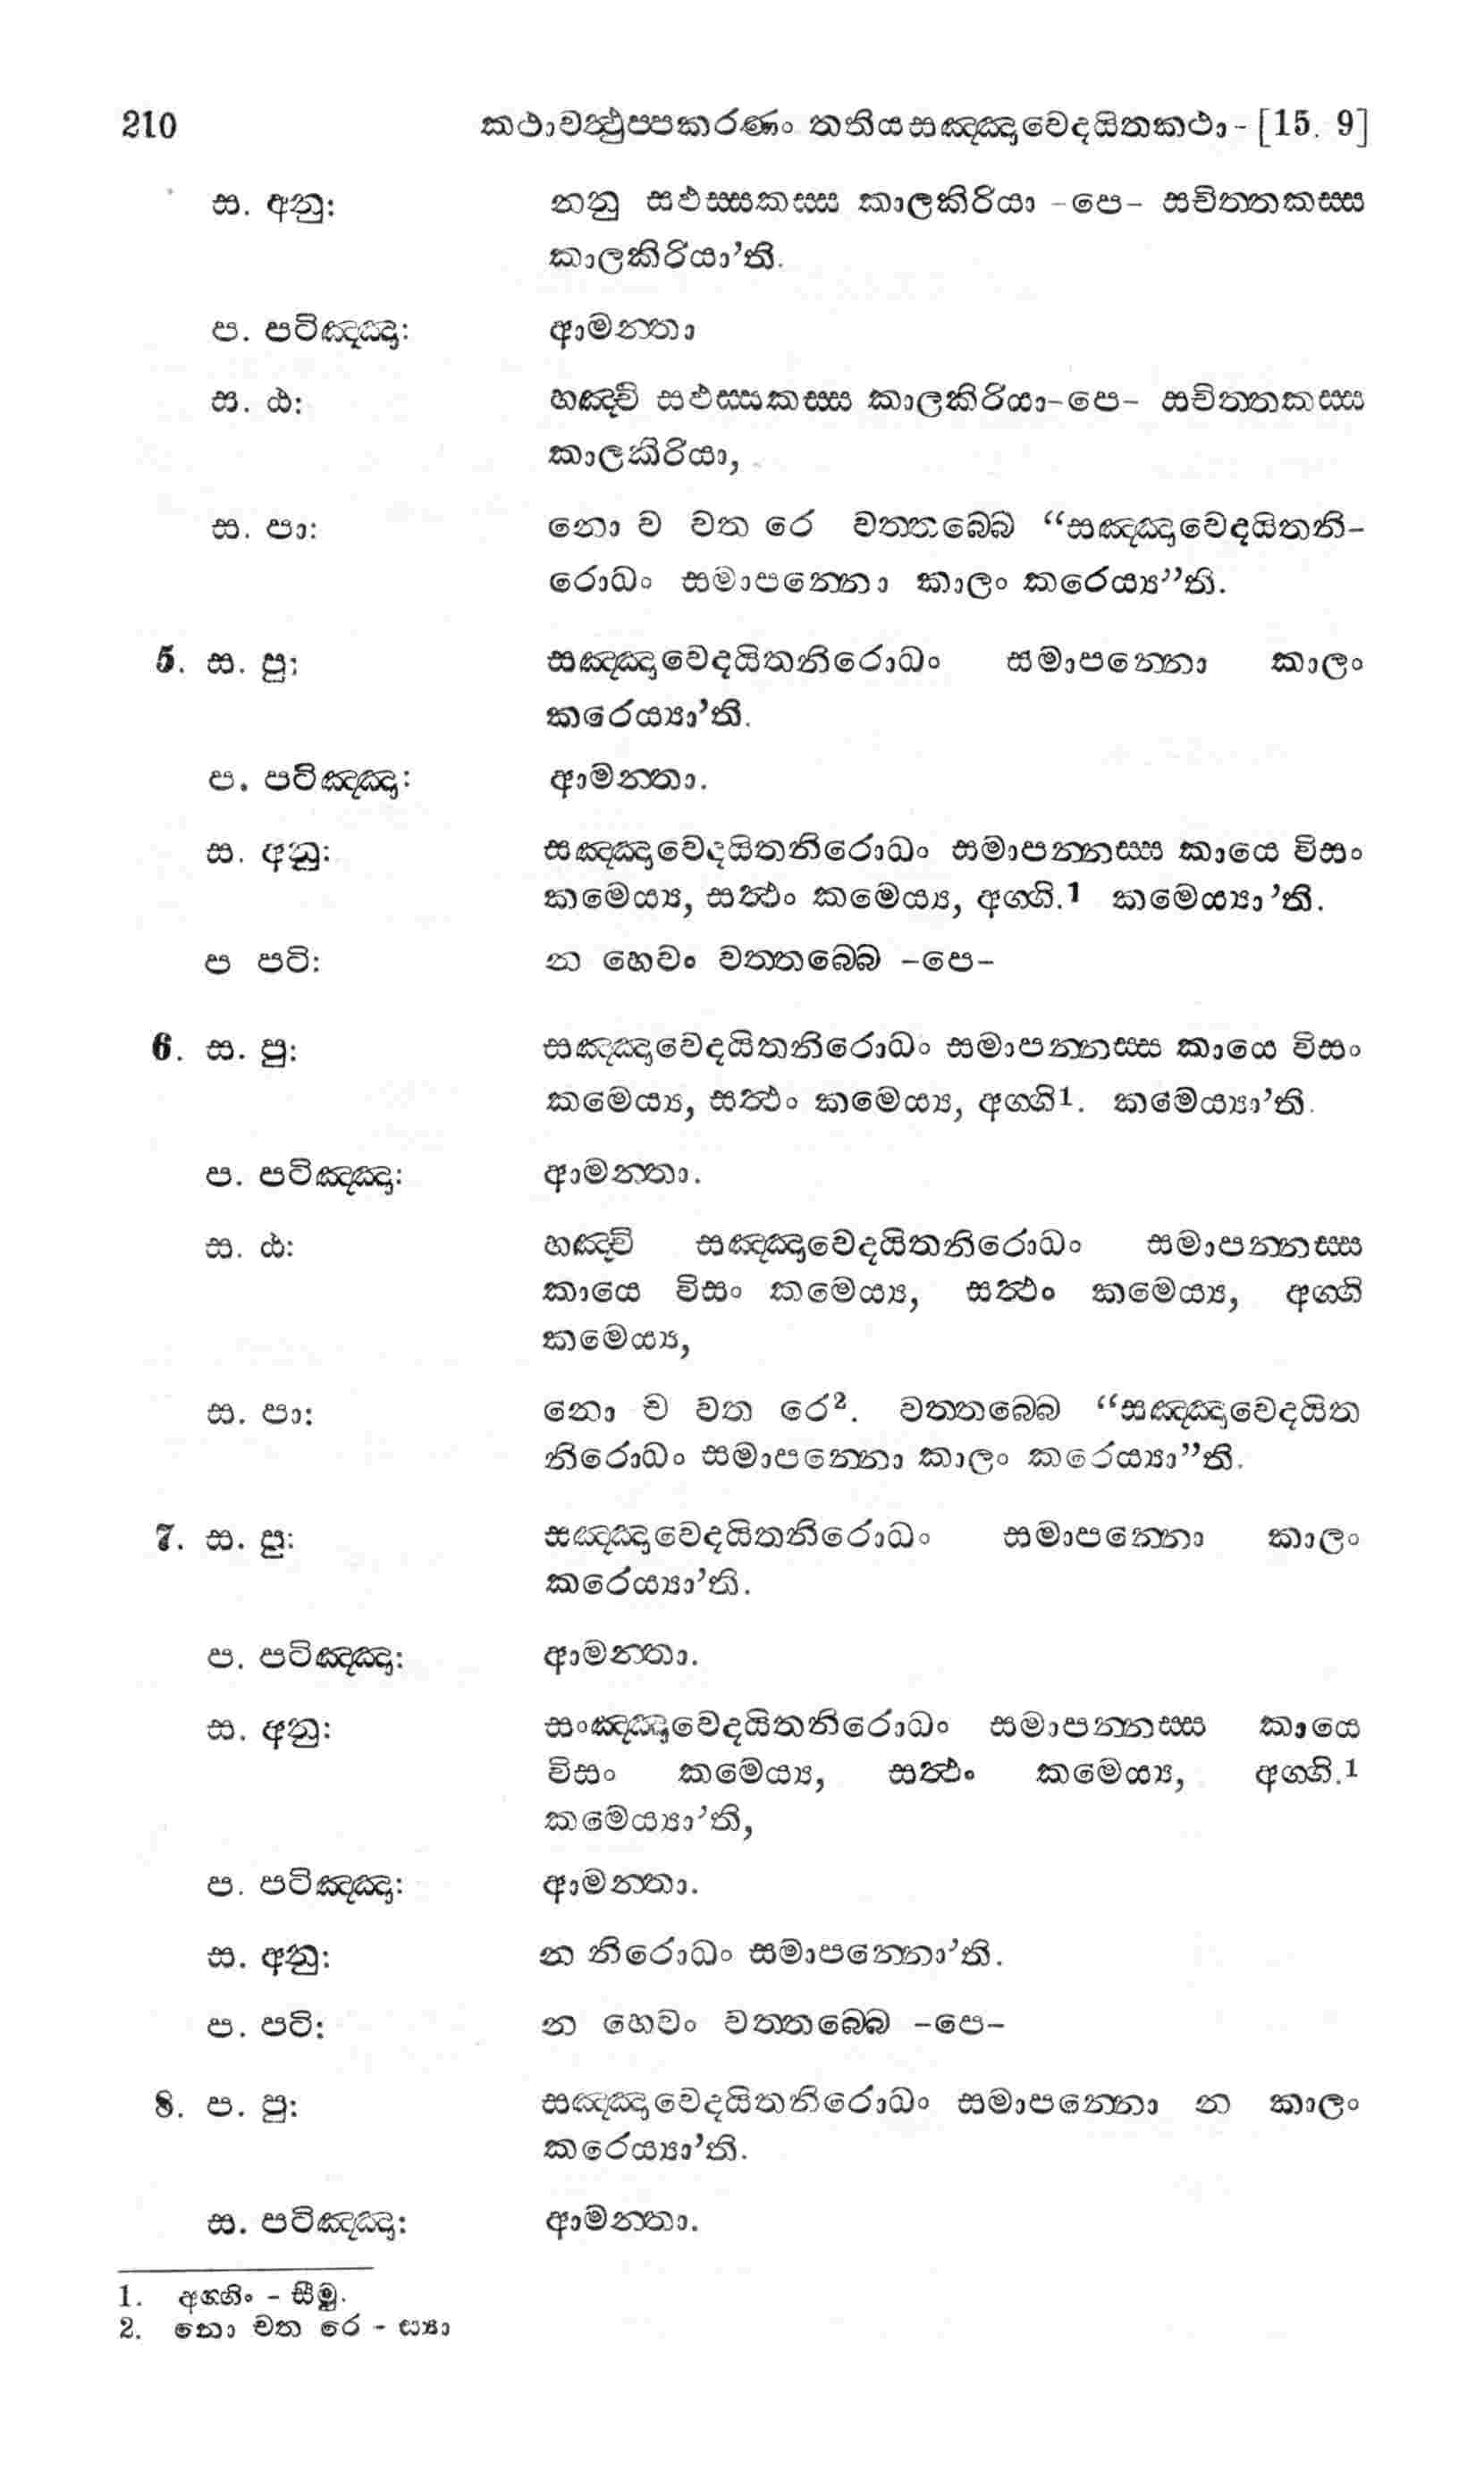 210 කථාවත්‍ථුප්පකරණං තතියසඤ්ඤාවෙදයිතකථා - [15. 9]
ස. අනු: නනු සඵස්සකස්ස කාලකිරියා -පෙ- සචිත්තකස්ස
කාලකිරියා’ති.
ප. පටිඤ්ඤා: ආමන්තා
ස. ඨ: හඤ්චි සඵස්සකස්ස කාලකිරියා-පෙ- සචිත්තකස්ස
කාලකිරියා,
ස. පා: නො ව වත රෙ වත්තබ්බෙ “සඤ්ඤාවෙදයිතනි-
රොධං සමාපන්නො කාලං කරෙය්‍ය”ති.
5. ස. පු: සඤ්ඤාවෙදයිතනිරොධං සමාපන්නො කාලං
කරෙය්‍යා’ති.
ප. පටිඤ්ඤා: ආමන්තා.
ස. අනු: සඤ්ඤාවෙදයිතනිරොධං සමාපන්නස්ස කායෙ විසං
කමෙය්‍ය, සත්‍ථං කමෙය්‍ය, අග්ගි.1 කමෙය්‍යා’ති.
ප පටි: න හෙවං වත්තබ්බෙ -පෙ-
6. ස. පු: සඤ්ඤාවෙදයිතනිරොධං සමාපන්නස්ස කායෙ විසං
කමෙය්‍ය, සත්‍ථං කමෙය්‍ය, අග්ගි1. කමෙය්‍යා’ති.
ප. පටිඤ්ඤා: ආමන්තා.
ස. ඨ: හඤ්චි සඤ්ඤාවෙදයිතනිරොධං සමාපන්නස්ස
කායෙ විසං කමෙය්‍ය, සත්‍ථං කමෙය්‍ය, අග්ගි
කමෙය්‍ය,
ස. පා: නො ච වත රෙ2. වත්තබ්බෙ “සඤ්ඤාවෙදයිත
නිරොධං සමාපන්නො කාලං කරෙය්‍යා”ති.
7. ස. පු: සඤ්ඤාවෙදයිතනිරොධං සමාපන්නො කාලං
කරෙය්‍යා’ති.
ප. පටිඤ්ඤා: ආමන්තා.
ස. අනු: සංඤ්ඤාවෙදයිතනිරොධං සමාපන්නස්ස කායෙ
විසං කමෙය්‍ය, සත්‍ථං කමෙය්‍ය, අග්ගි.1
කමෙය්‍යා’ති,
ප. පටිඤ්ඤා: ආමන්තා.
ස. අනු: න නිරොධං සමාපන්නො’ති.
ප. පටි: න හෙවං වත්තබ්බෙ -පෙ-
8. ප. පු: සඤ්ඤාවෙදයිතනිරොධං සමාපන්නො න කාලං
කරෙය්‍යා’ති.
ස. පටිඤ්ඤා: ආමන්තා.
1. අග්ගිං - සීමු.
2. නො වත රෙ - ස්‍යා